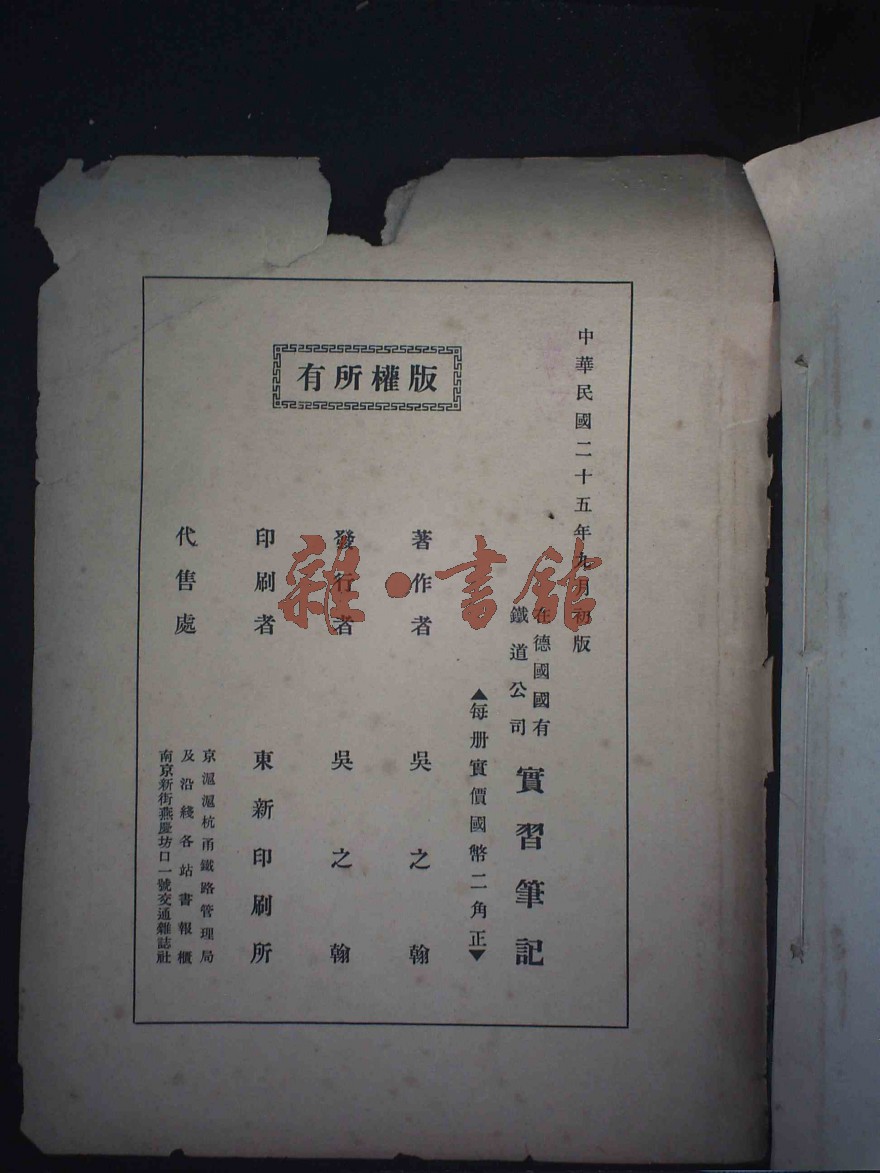 中華民國二十五年九月初版
在德國國有
鐵道公司
實習筆記
▲每册實價國幣二角正▼
版權所有
著作者 吳之翰
發行者 吳之翰
印刷者 東新印刷所
代售處
京滬滬杭甬鐵路管理局
及沿綫各站書報櫃
南京新街燕慶坊口一號交通雜誌社
雜·書館